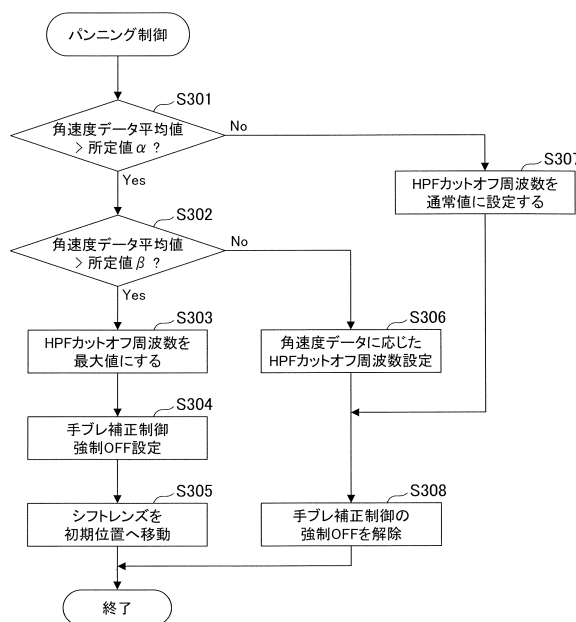 パンニング制御
S301
角速度データ平均値
> 所定値α?
No
Yes
S307
HPFカットオフ周波数を
通常値に設定する
S302
角速度データ平均値
> 所定値β?
No
Yes
S303
HPFカットオフ周波数を
最大値にする
S306
角速度データに応じた
HPFカットオフ周波数設定
S304
手ブレ補正制御
強制OFF設定
S305
シフトレンズを
初期位置へ移動
S308
手ブレ補正制御の
強制OFFを解除
終了